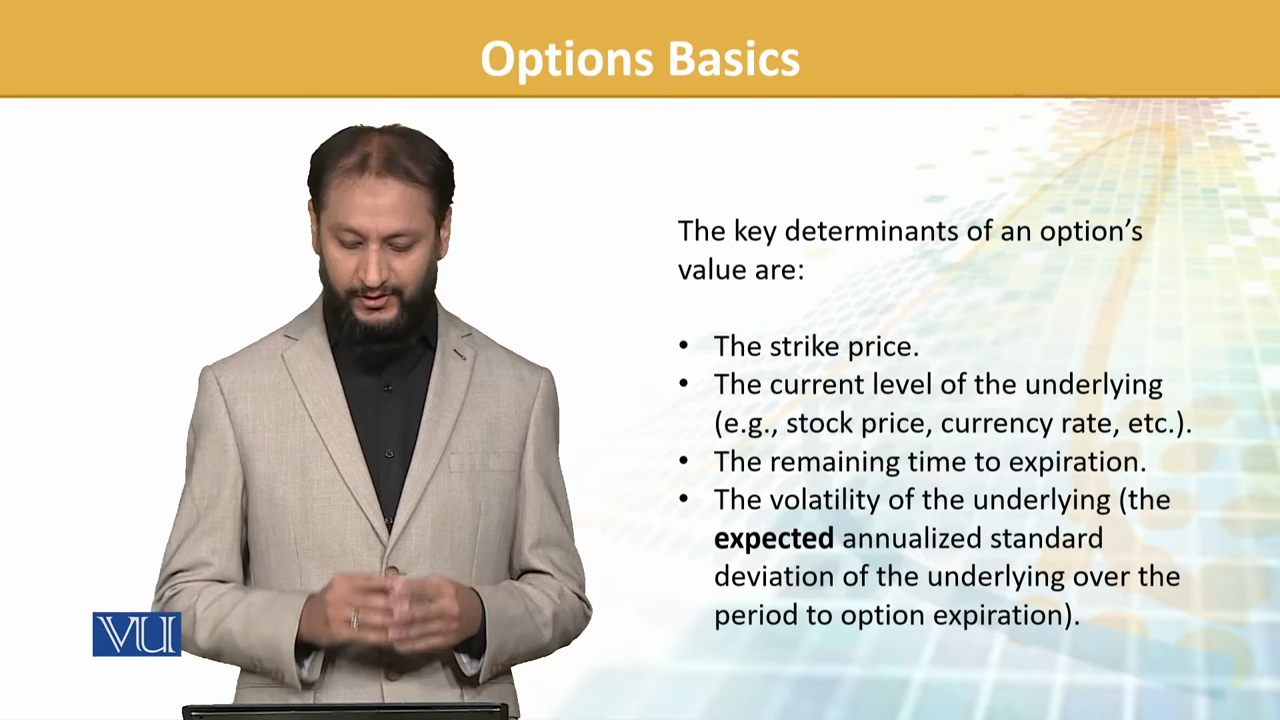 Options Basics
The key determinants of an option’s
value are:
• The strike price.
• The current level of the underlying
(e.g., stock price, currency rate, etc.).
• The remaining time to expiration.
• The volatility of the underlying (the
expected annualized standard
deviation of the underlying over the
period to option expiration).
VU